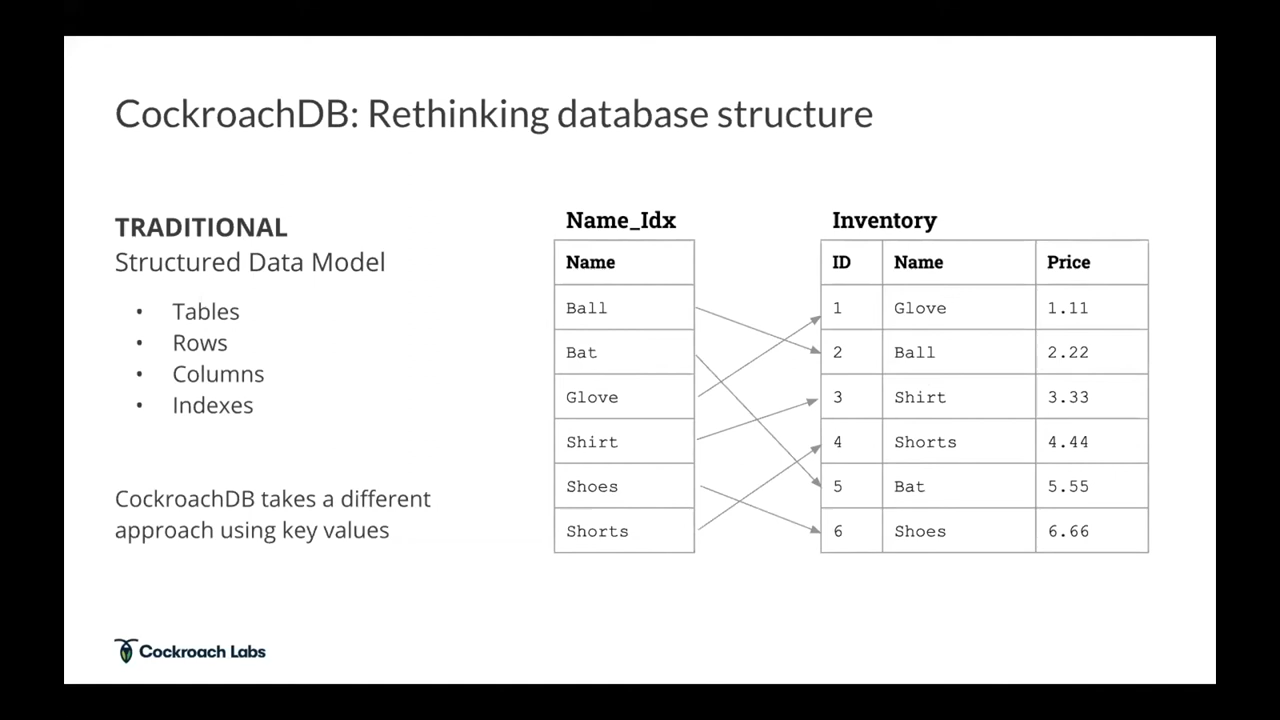 CockroachDB: Rethinking database structure
TRADITIONAL
Structured Data Model
• Tables
• Rows
• Columns
• Indexes
CockroachDB takes a different
approach using key values
Name_Idx
Name
Ball
Bat
Glove
Shirt
Shoes
Shorts
Inventory
ID Name Price
1 Glove 1.11
2 Ball 2.22
3 Shirt 3.33
4 Shorts 4.44
5 Bat 5.55
6 Shoes 6.66
Cockroach Labs